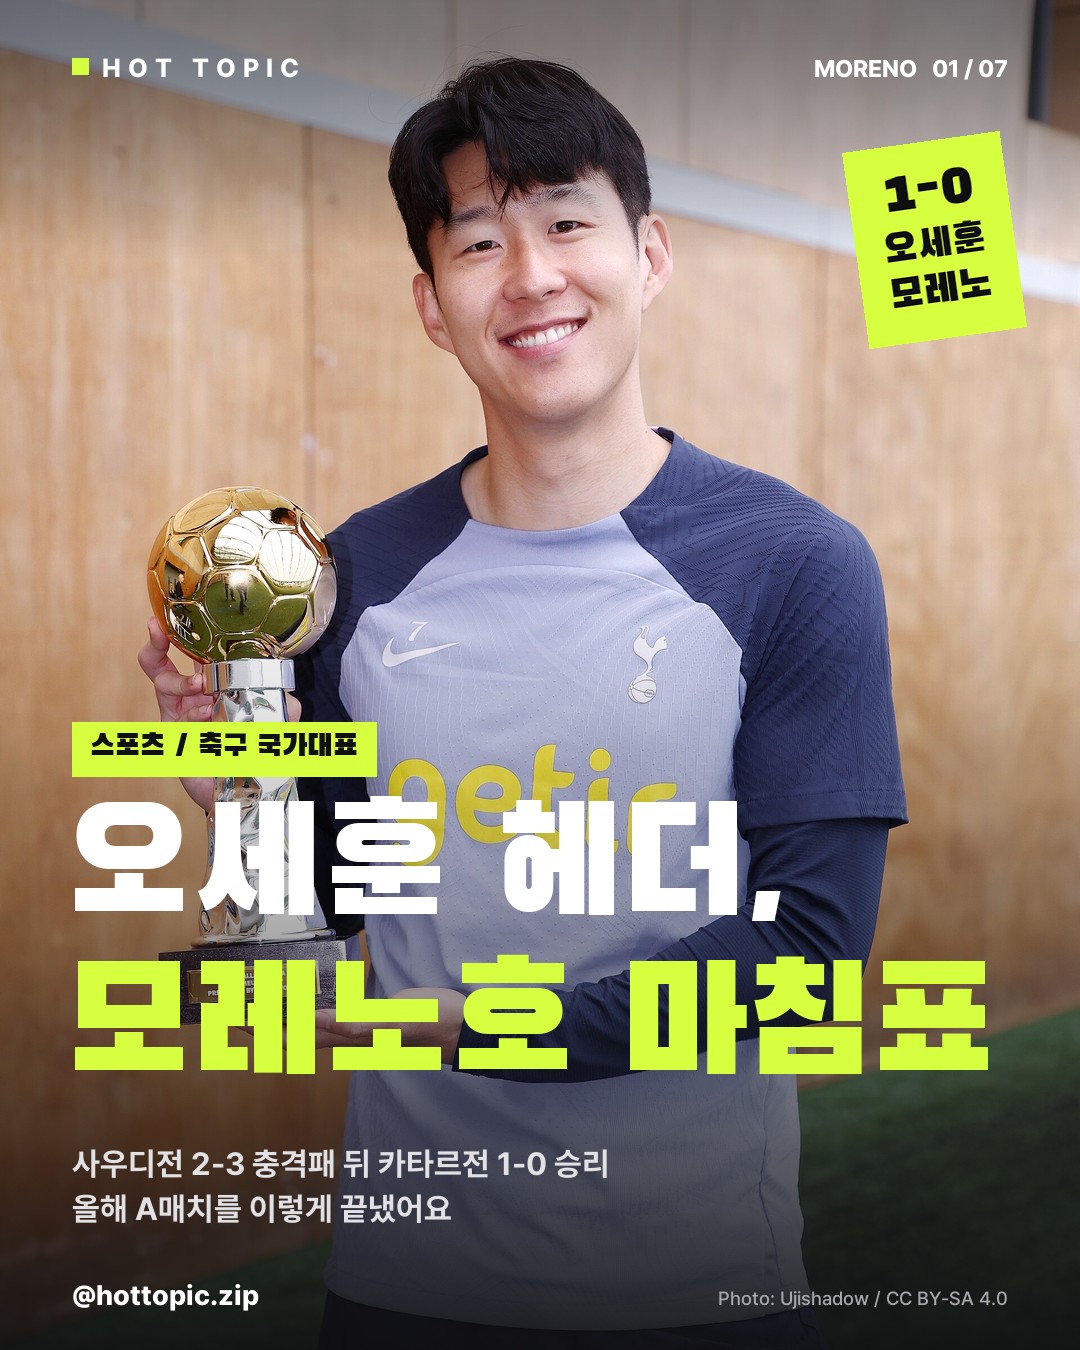 HOT TOPIC
MORENO 01 / 07
1-0
오세훈
모레노
7
스포츠 / 축구 국가대표
getir
오세훈 헤더,
모레노호 마침표
사우디전 2-3 충격패 뒤 카타르전 1-0 승리
올해 A매치를 이렇게 끝냈어요
@hottopic.zip
Photo: Ujishadow / CC BY-SA 4.0